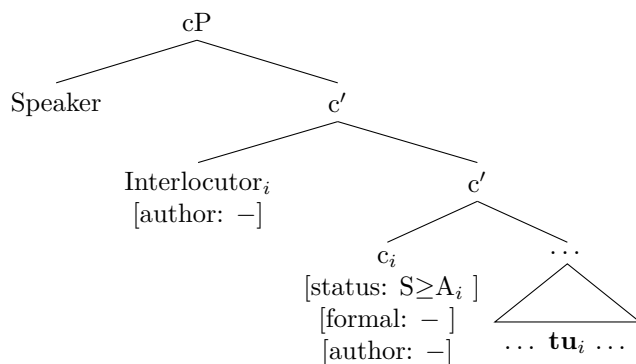 cP
Speaker
c′
Interlocutorᵢ
[author: −]
c′
cᵢ
[status: S≥Aᵢ ]
[formal: − ]
[author: −]
...
... tuᵢ ...